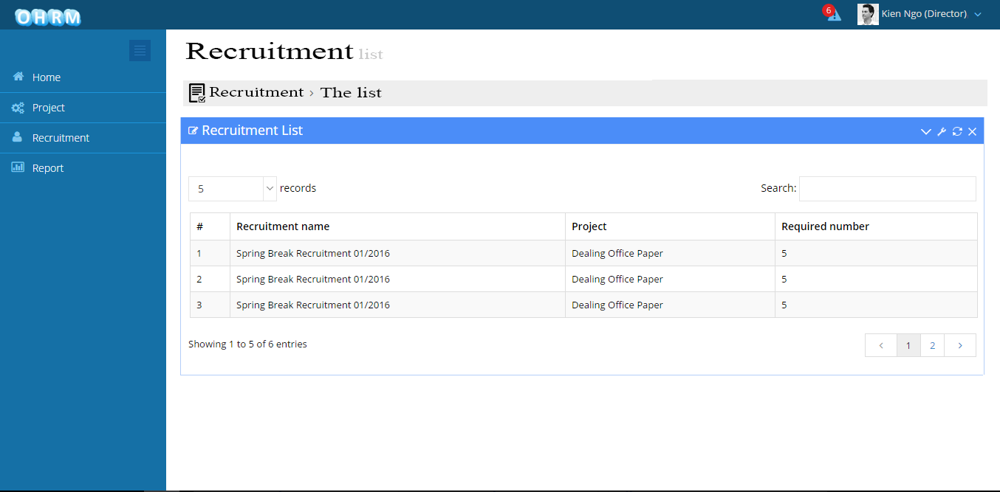 OHRM
6
Kien Ngo (Director)
Home
Project
Recruitment
Report
Recruitment list
Recruitment › The list
Recruitment List
5 records
Search:
# Recruitment name Project Required number
1 Spring Break Recruitment 01/2016 Dealing Office Paper 5
2 Spring Break Recruitment 01/2016 Dealing Office Paper 5
3 Spring Break Recruitment 01/2016 Dealing Office Paper 5
Showing 1 to 5 of 6 entries
‹ 1 2 ›